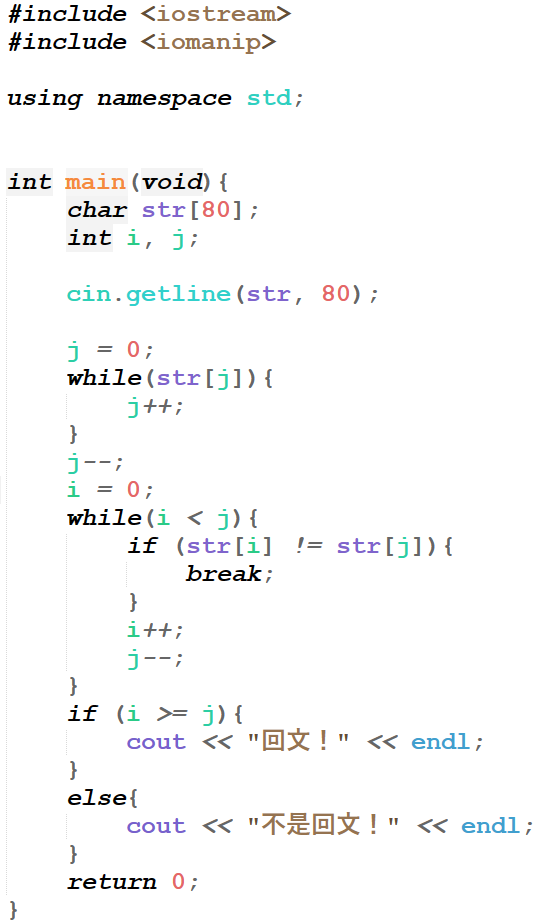 #include <iostream>
#include <iomanip>
using namespace std;
int main(void){
char str[80];
int i, j;
cin.getline(str, 80);
j = 0;
while(str[j]){
j++;
}
j--;
i = 0;
while(i < j){
if (str[i] != str[j]){
break;
}
i++;
j--;
}
if (i >= j){
cout << "回文！" << endl;
}
else{
cout << "不是回文！" << endl;
}
return 0;
}